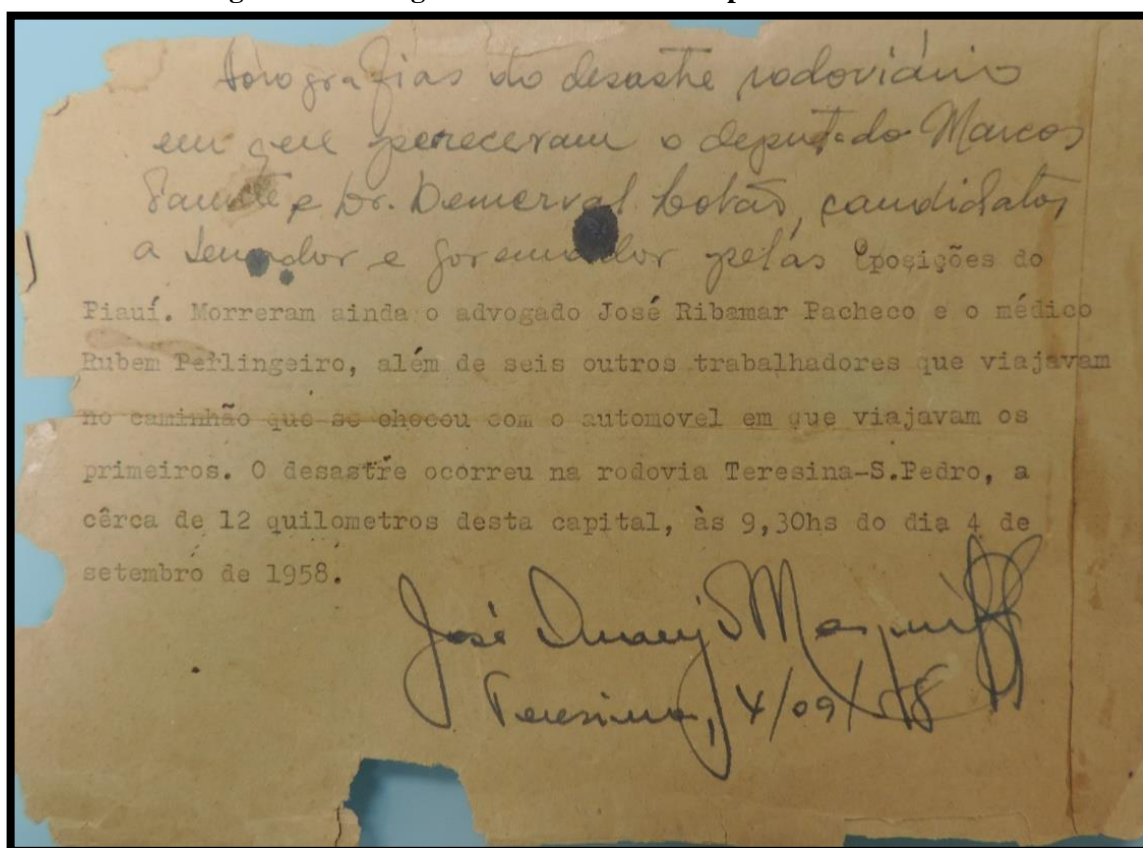 fotografias do desastre rodoviário
em que pereceram o deputado Marcos
Parente, e Dr. Demerval Lobão, candidatos
a senador e governador pelas Oposições do
Piauí. Morreram ainda o advogado José Ribamar Pacheco e o médico
Rubem Perlingeiro, além de seis outros trabalhadores que viajavam
no caminhão que se chocou com o automovel em que viajavam os
primeiros. O desastre ocorreu na rodovia Teresina-S.Pedro, a
cêrca de 12 quilometros desta capital, às 9,30hs do dia 4 de
setembro de 1958.
José
Teresina, 4/09/58